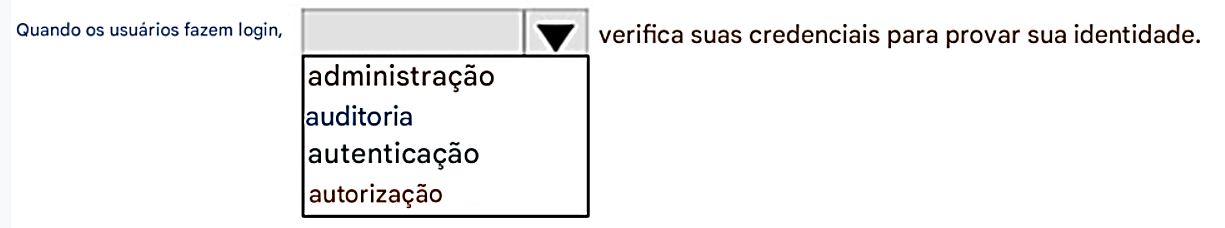 Quando os usuários fazem login, verifica suas credenciais para provar sua identidade.
administração
auditoria
autenticação
autorização